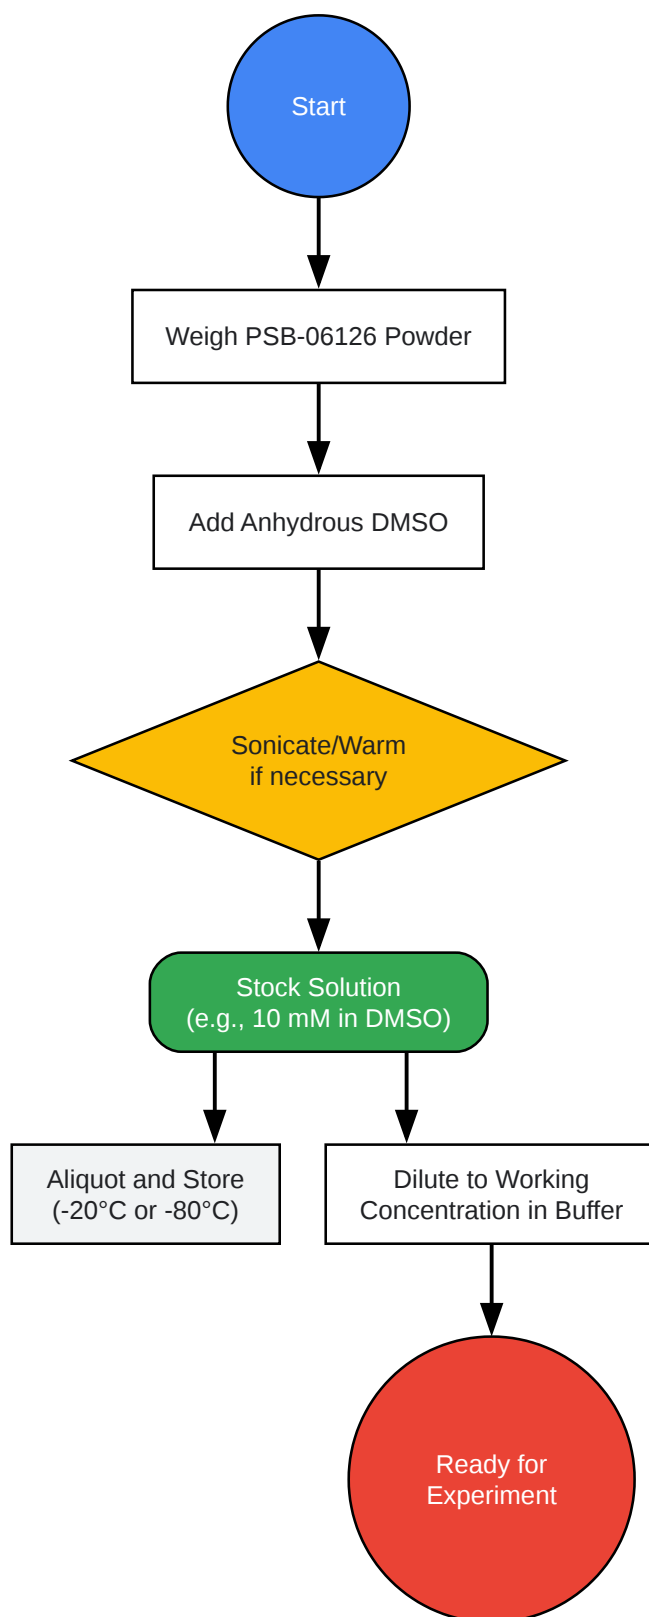 Start
Weigh PSB-06126 Powder
Add Anhydrous DMSO
Sonicate/Warm
if necessary
Stock Solution
(e.g., 10 mM in DMSO)
Aliquot and Store
(-20°C or -80°C)
Dilute to Working
Concentration in Buffer
Ready for
Experiment